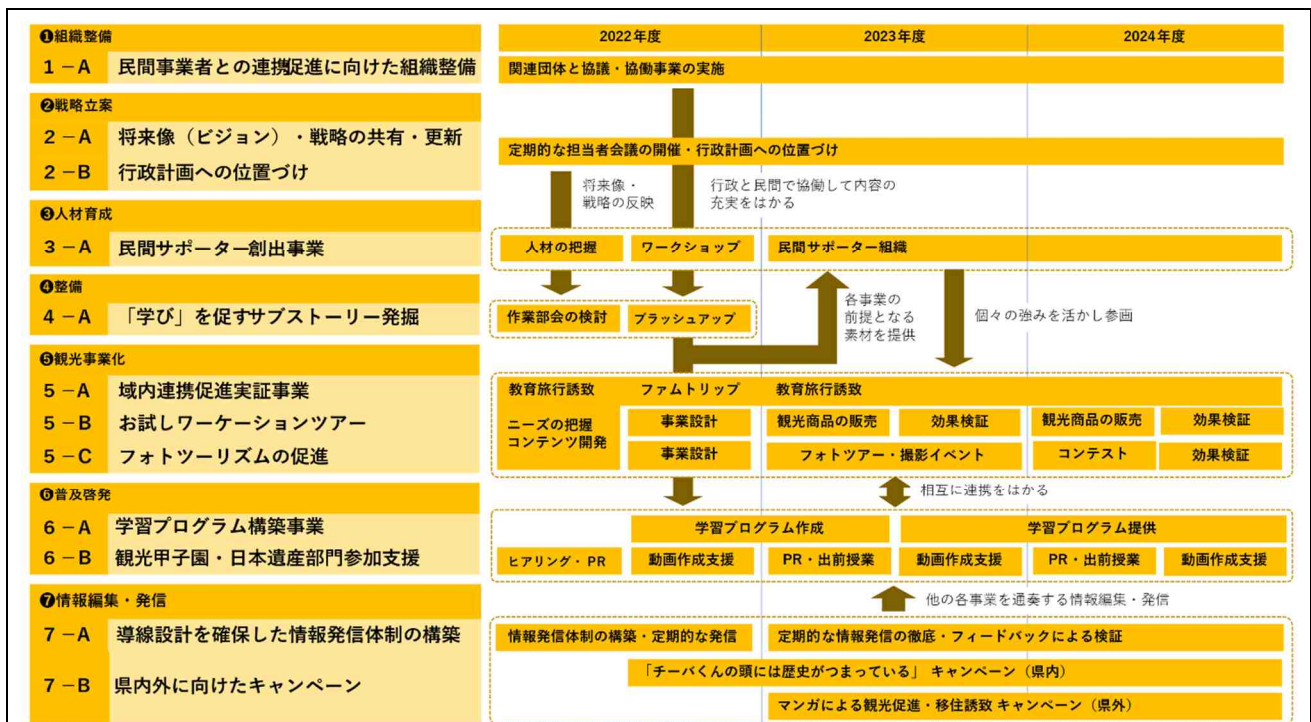 ❶組織整備
2022年度
2023年度
2024年度
1－A 民間事業者との連携促進に向けた組織整備
関連団体と協議・協働事業の実施
❷戦略立案
2－A 将来像（ビジョン）・戦略の共有・更新
2－B 行政計画への位置づけ
定期的な担当者会議の開催・行政計画への位置づけ
将来像・
戦略の反映
行政と民間で協働して内容の
充実をはかる
❸人材育成
3－A 民間サポーター創出事業
人材の把握
ワークショップ
民間サポーター組織
❹整備
4－A 「学び」を促すサブストーリー発掘
作業部会の検討
ブラッシュアップ
各事業の
前提となる
素材を提供
個々の強みを活かし参画
❺観光事業化
5－A 域内連携促進実証事業
教育旅行誘致
ファムトリップ
教育旅行誘致
5－B お試しワーケーションツアー
ニーズの把握
コンテンツ開発
事業設計
観光商品の販売
効果検証
観光商品の販売
効果検証
5－C フォトツーリズムの促進
事業設計
フォトツアー・撮影イベント
コンテスト
効果検証
相互に連携をはかる
❻普及啓発
6－A 学習プログラム構築事業
学習プログラム作成
学習プログラム提供
6－B 観光甲子園・日本遺産部門参加支援
ヒアリング・PR
動画作成支援
PR・出前授業
動画作成支援
PR・出前授業
動画作成支援
他の各事業を通奏する情報編集・発信
❼情報編集・発信
7－A 導線設計を確保した情報発信体制の構築
情報発信体制の構築・定期的な発信
定期的な情報発信の徹底・フィードバックによる検証
7－B 県内外に向けたキャンペーン
「チーバくんの頭には歴史がつまっている」 キャンペーン（県内）
マンガによる観光促進・移住誘致 キャンペーン（県外）